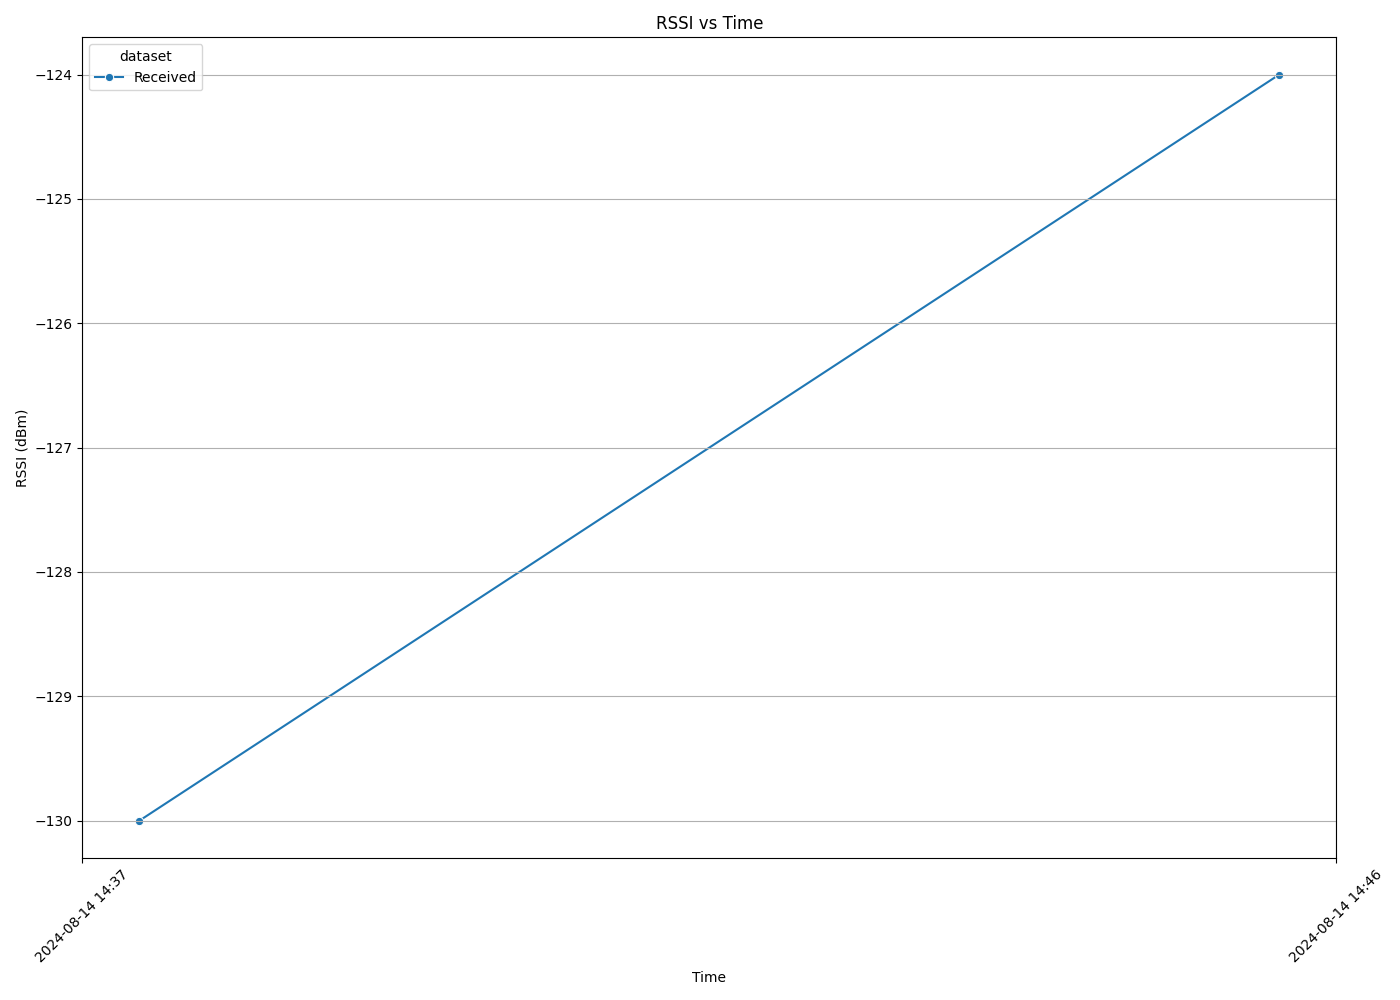 RSSI vs Time
dataset
Received
−124
−125
−126
−127
−128
−129
−130
RSSI (dBm)
2024-08-14 14:37
2024-08-14 14:46
Time